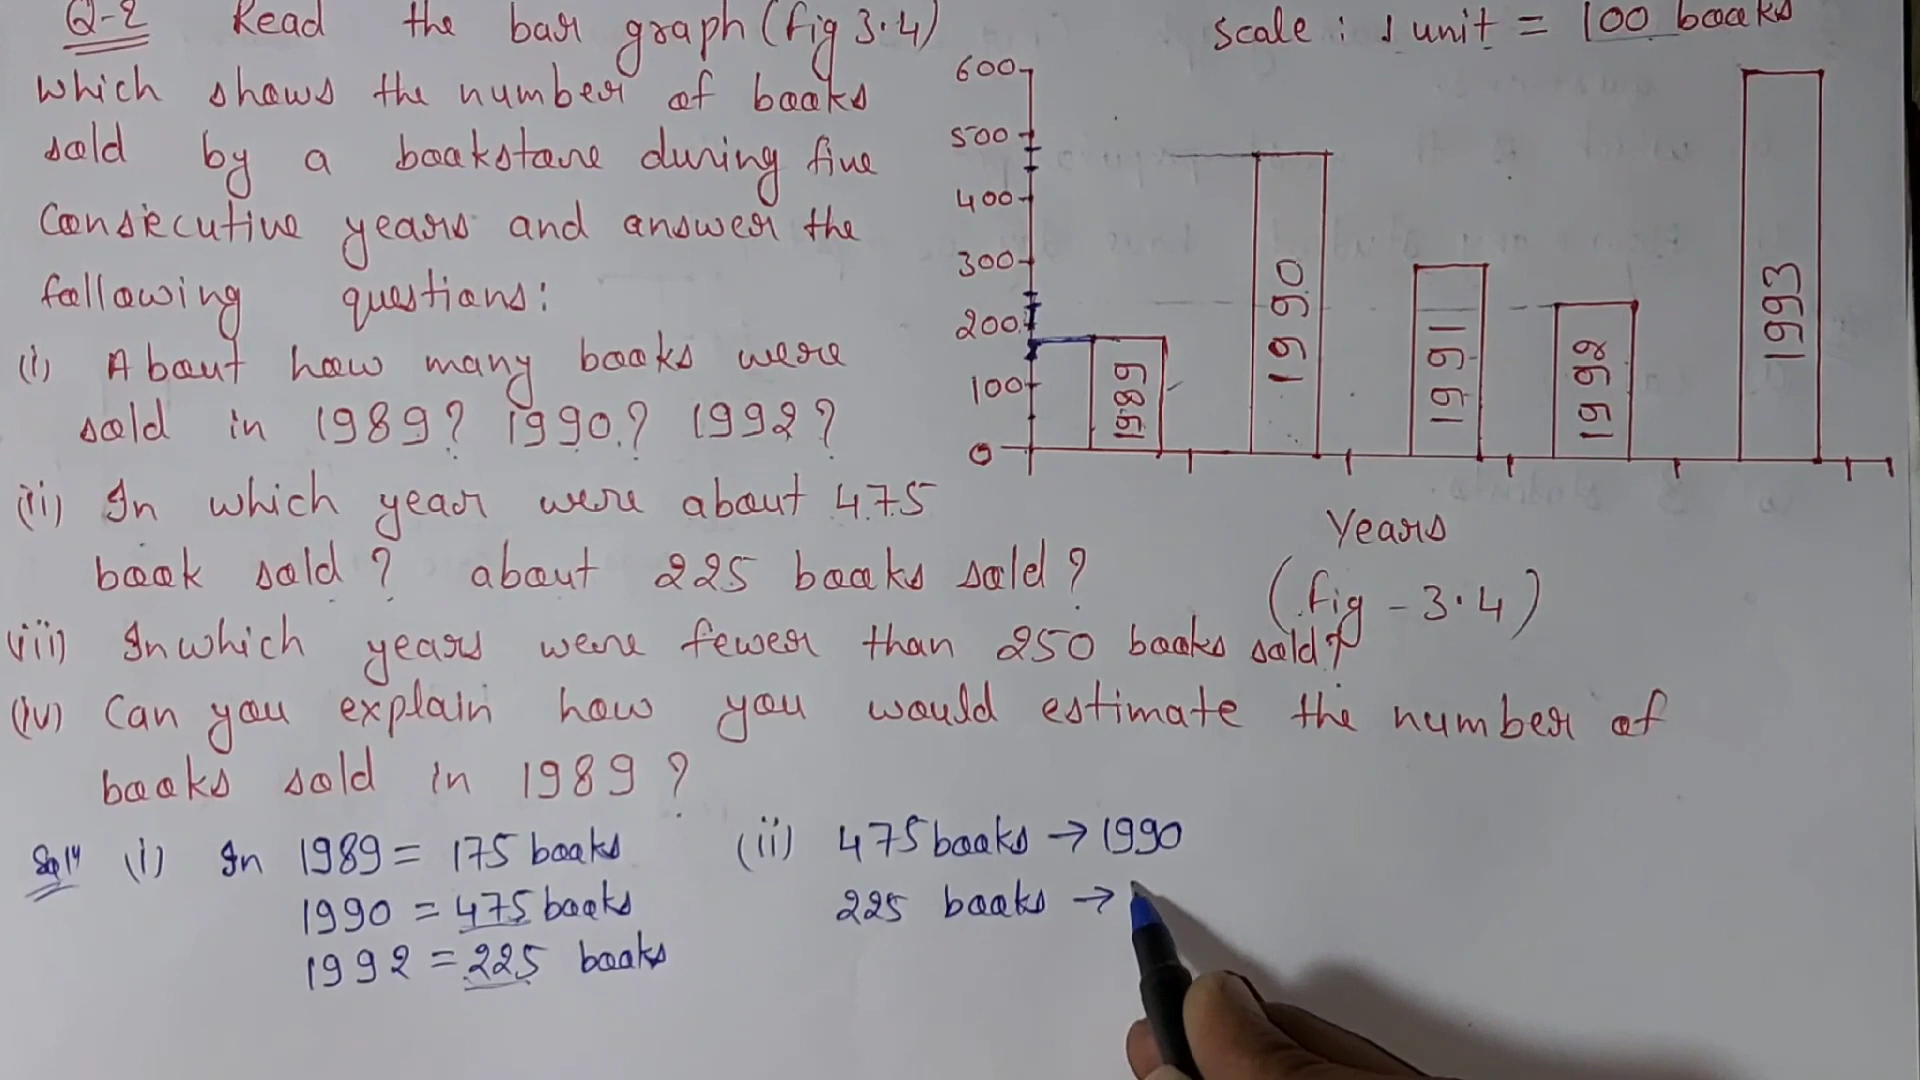 Q-2 Read the bar graph (fig 3.4)
which shows the number of books
sold by a bookstore during five
Consecutive years and answer the
following questions:
(i) About how many books were
sold in 1989? 1990? 1992?
(ii) In which year were about 475
book sold? about 225 books sold?
(iii) In which years were fewer than 250 books sold?
(iv) Can you explain how you would estimate the number of
books sold in 1989?
scale : 1 unit = 100 books
600
500
400
300
200
100
0
1989
1990
1991
1992
1993
Years
(fig - 3.4)
Soln (i) In 1989 = 175 books
1990 = 475 books
1992 = 225 books
(ii) 475 books → 1990
225 books →